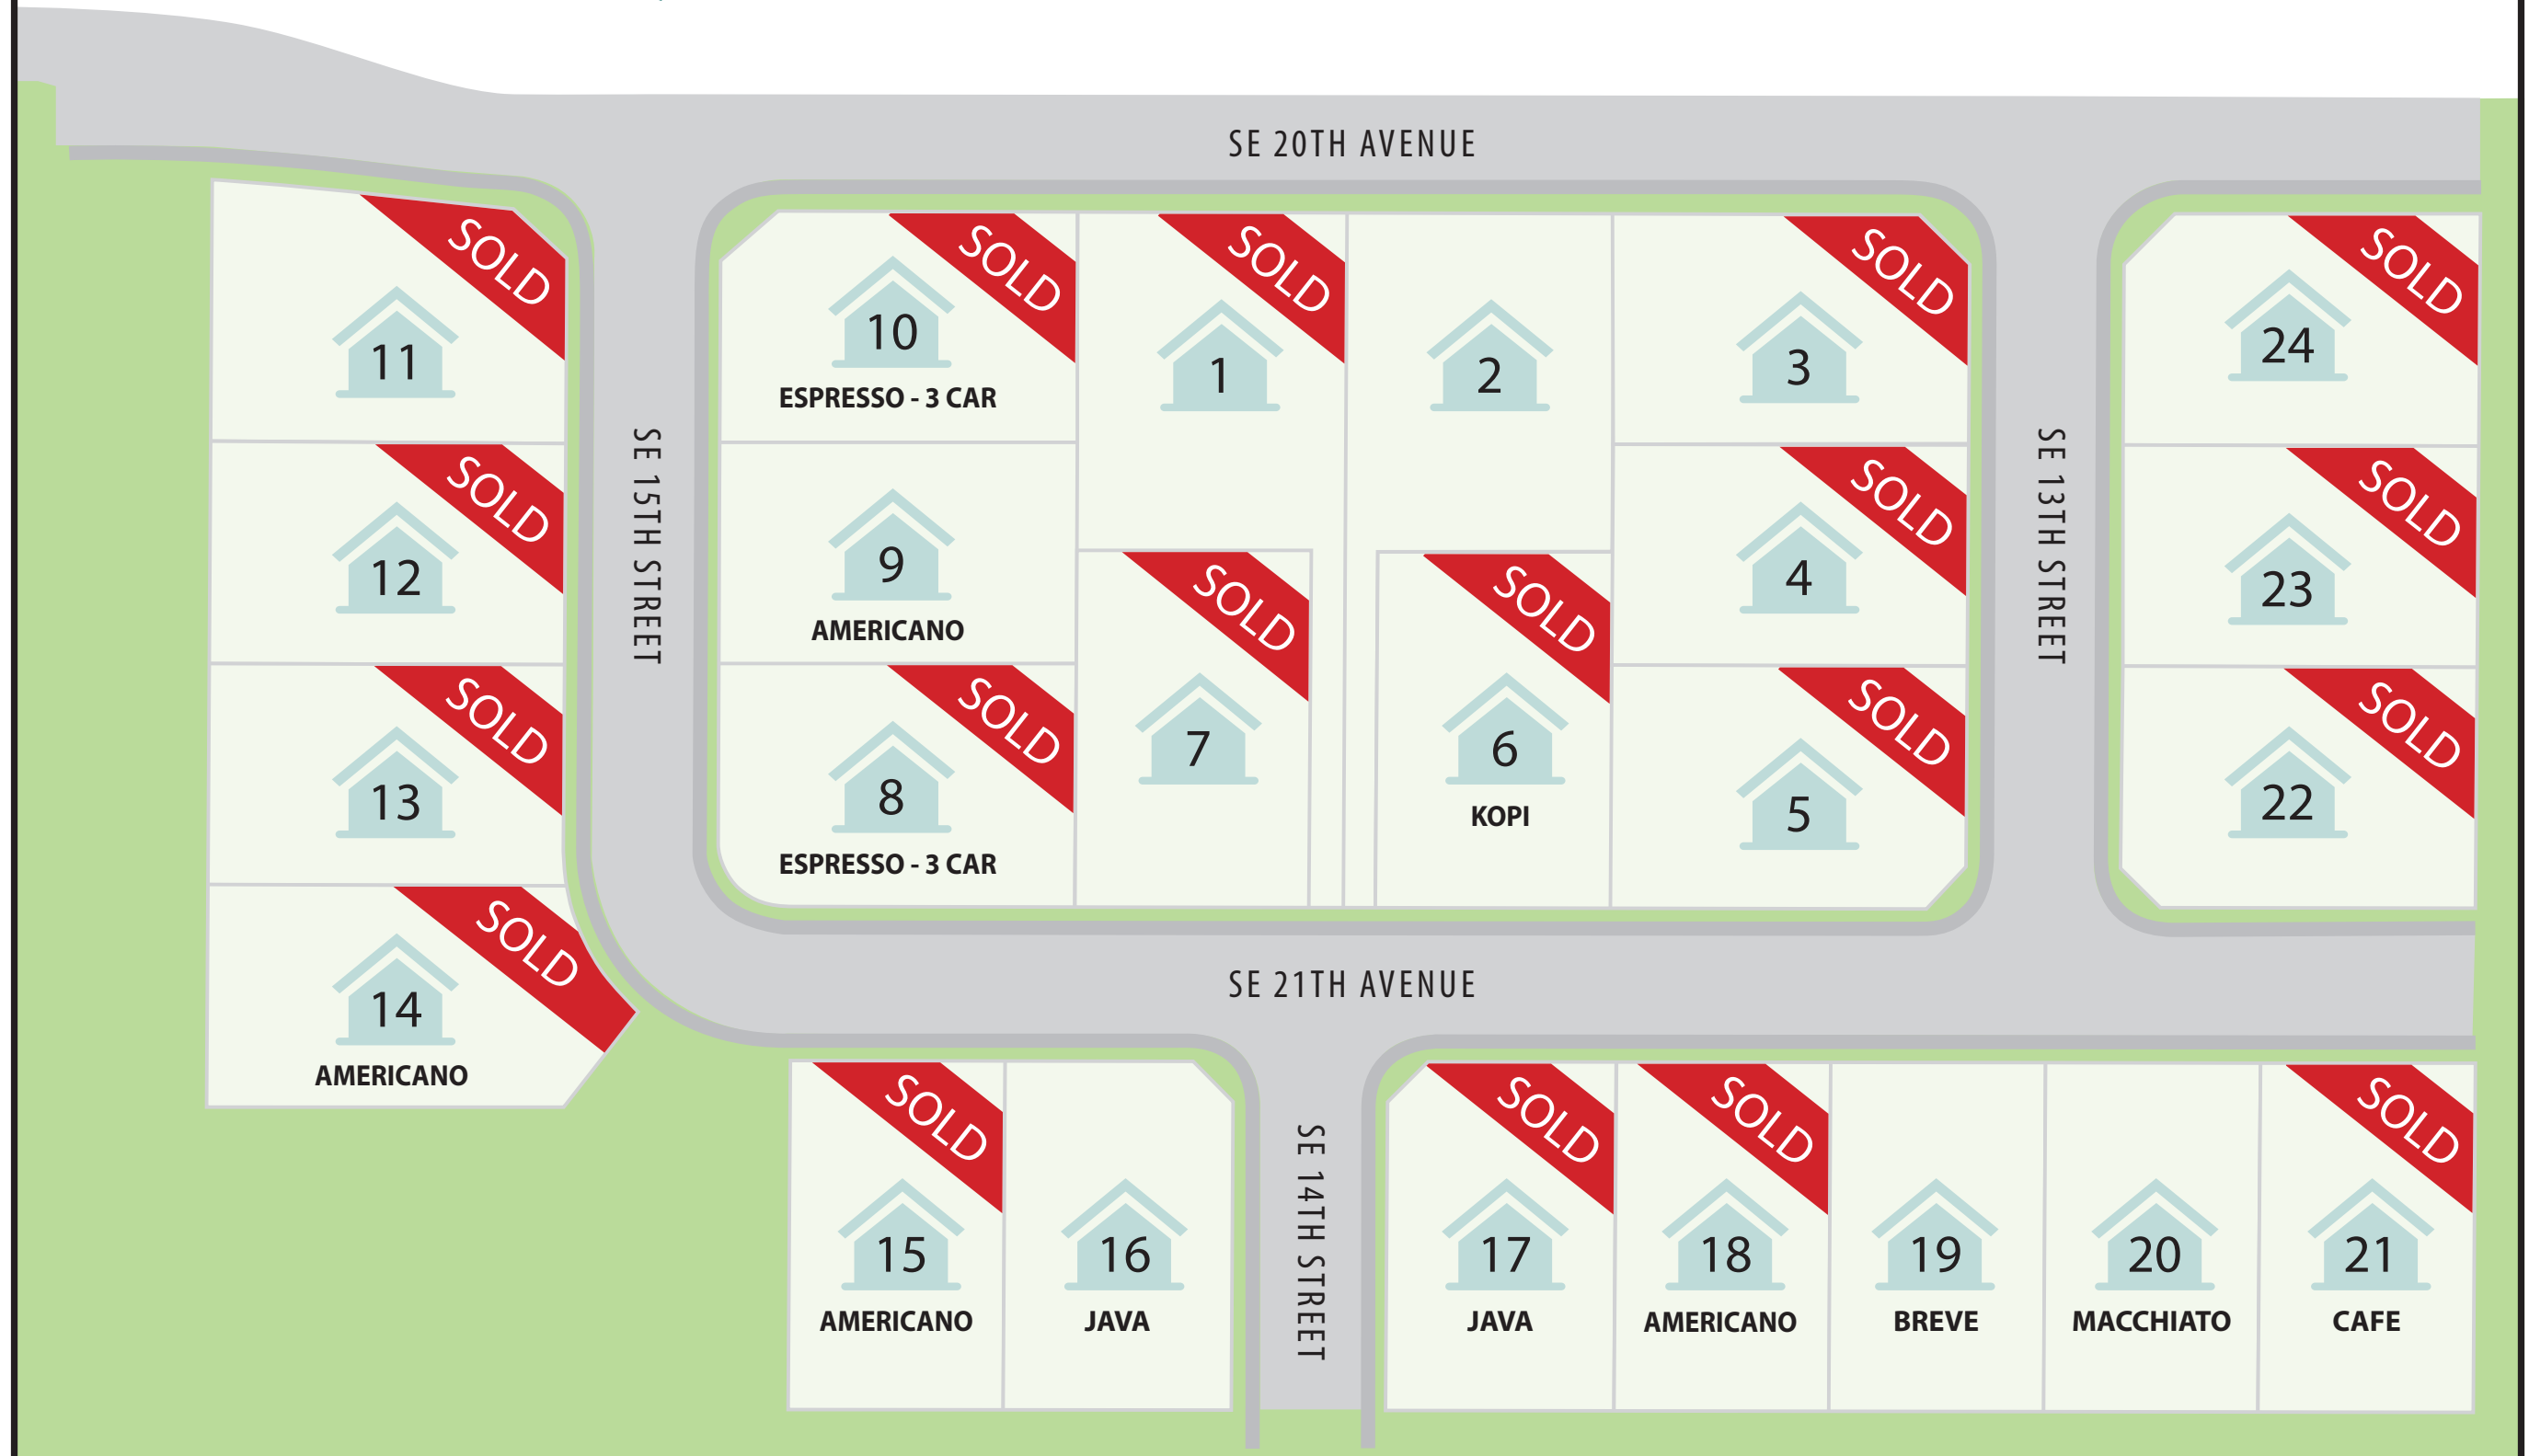 SE 20TH AVENUE
SOLD
11
SOLD
10
ESPRESSO - 3 CAR
SOLD
1
2
SOLD
3
SOLD
24
SE 15TH STREET
SE 13TH STREET
SOLD
12
9
AMERICANO
SOLD
4
SOLD
23
SOLD
13
SOLD
8
ESPRESSO - 3 CAR
SOLD
7
SOLD
6
KOPI
SOLD
5
SOLD
22
SOLD
14
AMERICANO
SE 21TH AVENUE
SOLD
15
AMERICANO
16
JAVA
SE 14TH STREET
SOLD
17
JAVA
SOLD
18
AMERICANO
19
BREVE
20
MACCHIATO
SOLD
21
CAFE